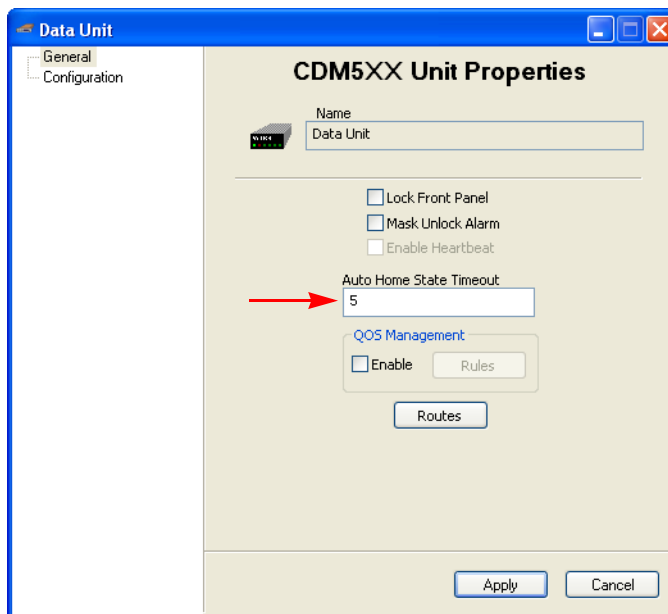 Data Unit
General
Configuration
CDM5XX Unit Properties
Name
Data Unit
Lock Front Panel
Mask Unlock Alarm
Enable Heartbeat
Auto Home State Timeout
5
QOS Management
Enable
Rules
Routes
Apply
Cancel